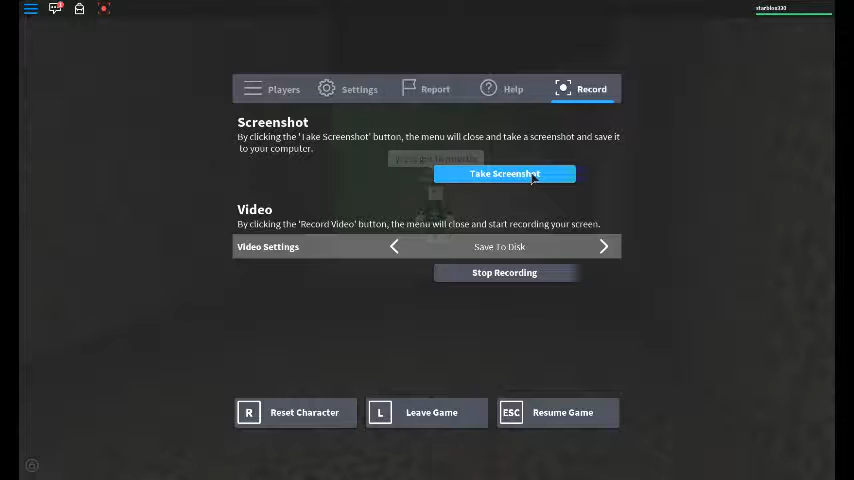 starblox330
Players
Settings
Report
Help
Record
Screenshot
By clicking the 'Take Screenshot' button, the menu will close and take a screenshot and save it
to your computer.
Take Screenshot
Video
By clicking the 'Record Video' button, the menu will close and start recording your screen.
Video Settings
Save To Disk
Stop Recording
R Reset Character
L Leave Game
ESC Resume Game